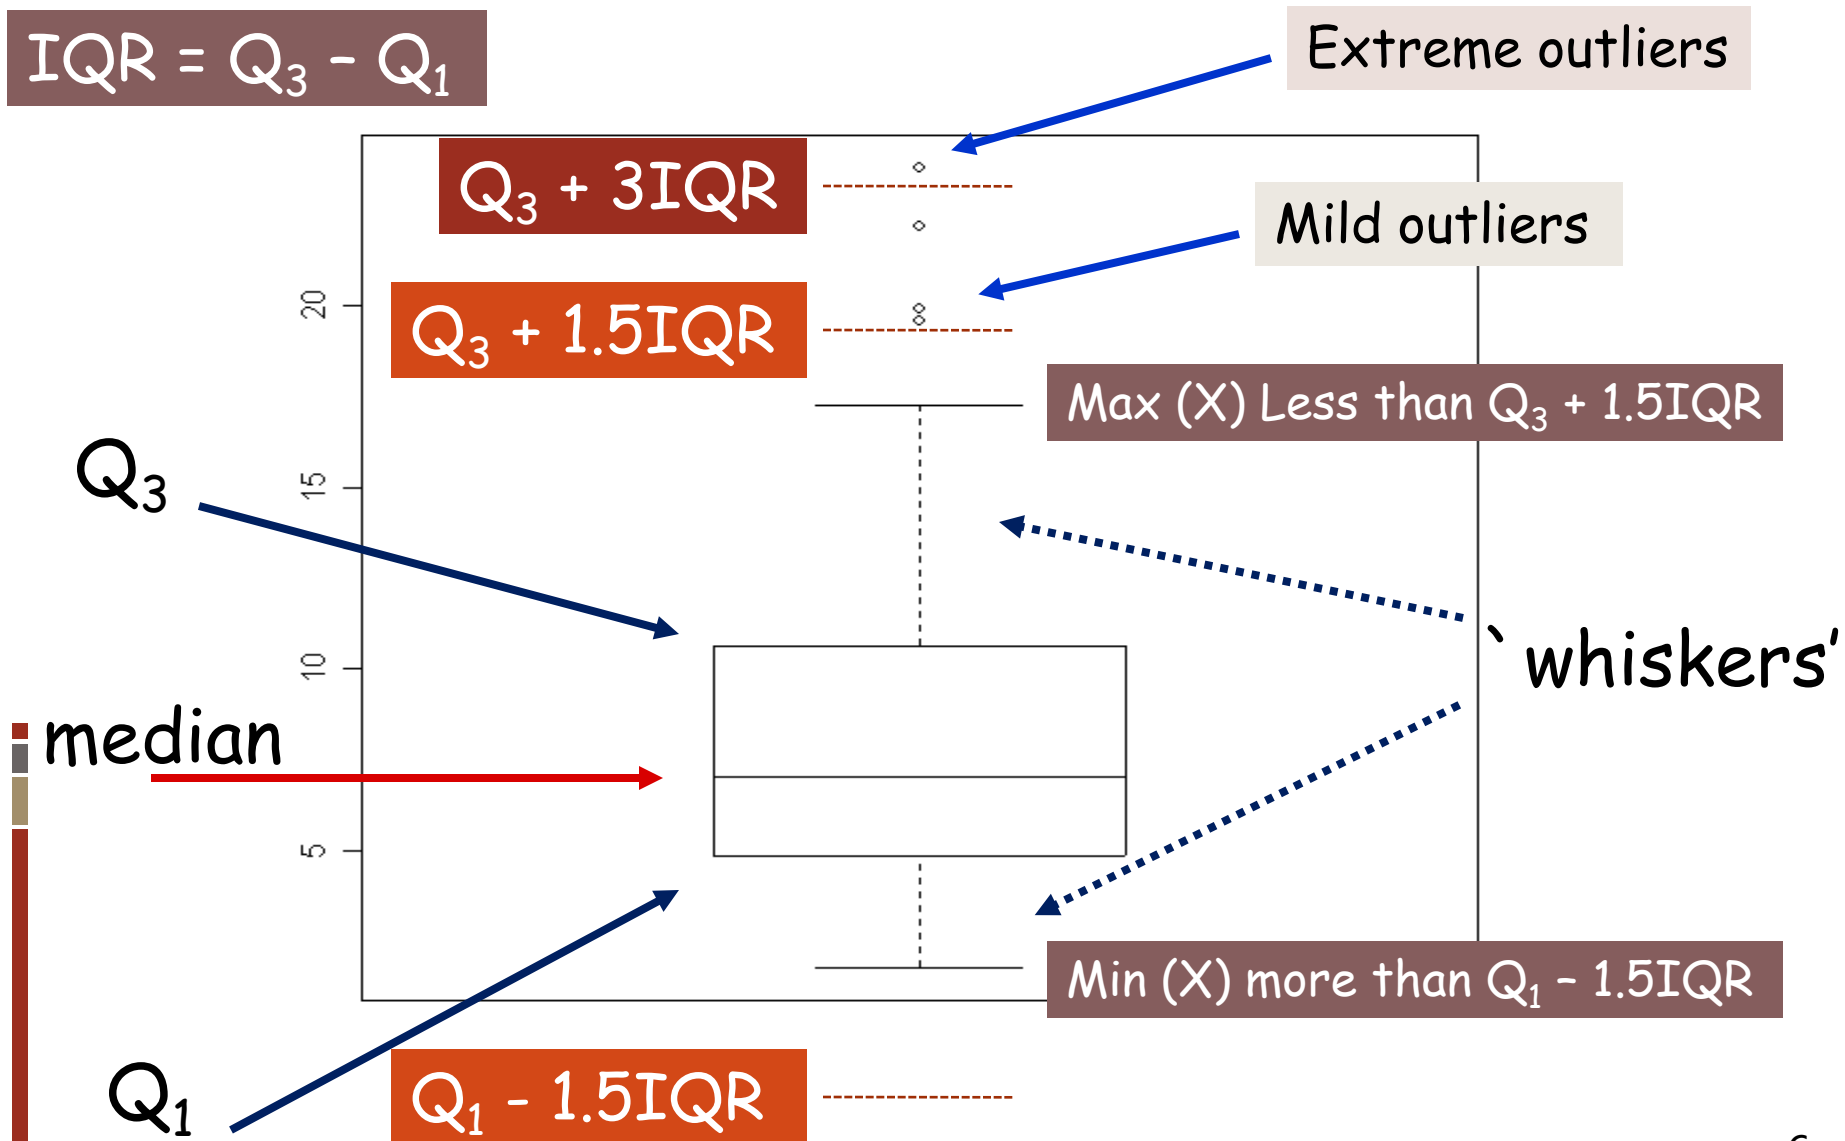 IQR = Q₃ - Q₁
Extreme outliers
Q₃ + 3IQR
Mild outliers
20
Q₃ + 1.5IQR
Max (X) Less than Q₃ + 1.5IQR
Q₃
15
`whiskers'
10
median
5
Min (X) more than Q₁ - 1.5IQR
Q₁
Q₁ - 1.5IQR